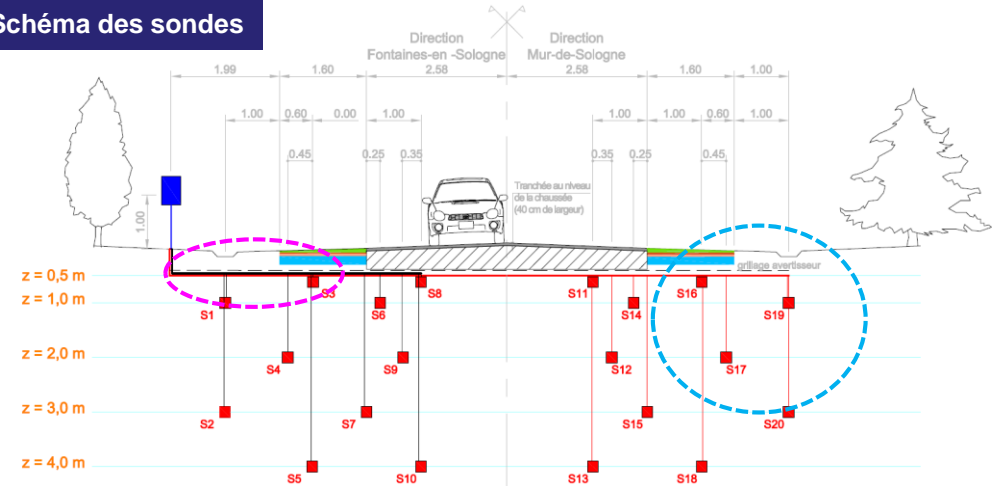 Schéma des sondes
Direction
Fontaines-en -Sologne
Direction
Mur-de-Sologne
1.99 1.60 2.58 2.58 1.60 1.00
1.00 0.60 0.00 1.00 1.00 1.00 0.60 1.00
0.45 0.25 0.35 0.35 0.25 0.45
1.00
Tranchée au niveau
de la chaussée
(40 cm de largeur)
grillage avertisseur
z = 0,5 m
S3 S8 S11 S16
z = 1,0 m
S1 S6 S14 S19
z = 2,0 m
S4 S9 S12 S17
z = 3,0 m
S2 S7 S15 S20
z = 4,0 m
S5 S10 S13 S18